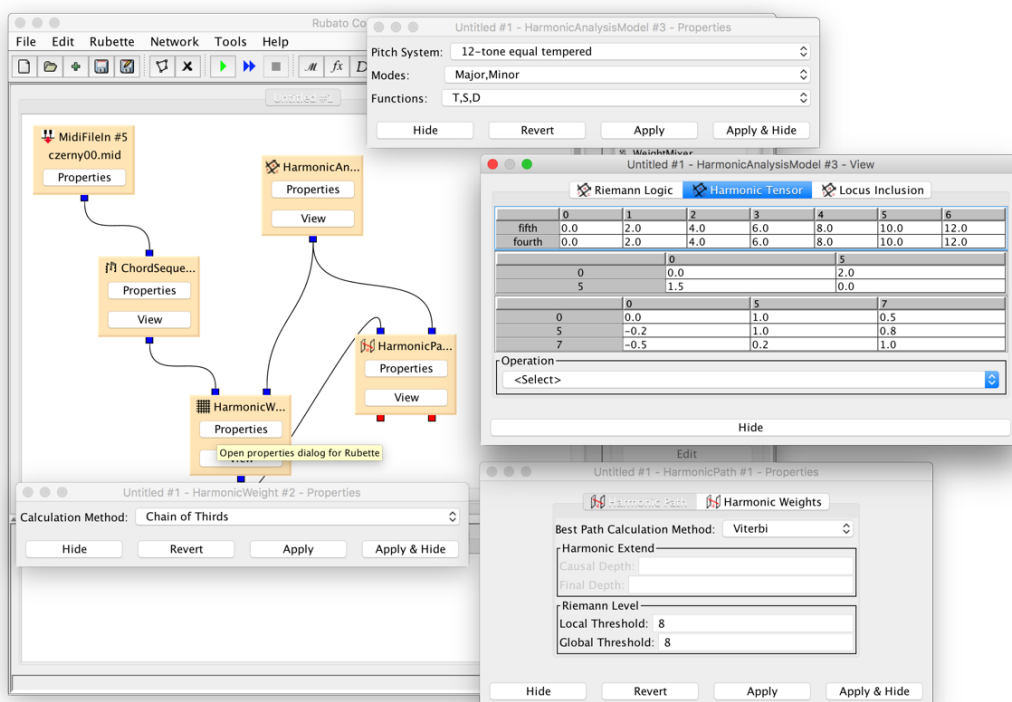 Rubato Co
File Edit Rubette Network Tools Help
Untitled #1
MidiFileIn #5
czerny00.mid
Properties
HarmonicAn...
Properties
View
ChordSeque...
Properties
View
HarmonicPa...
Properties
View
HarmonicW...
Properties
Open properties dialog for Rubette
Untitled #1 - HarmonicAnalysisModel #3 - Properties
Pitch System: 12-tone equal tempered
Modes: Major,Minor
Functions: T,S,D
Hide Revert Apply Apply & Hide
WeightMixer
Untitled #1 - HarmonicAnalysisModel #3 - View
Riemann Logic Harmonic Tensor Locus Inclusion
0 1 2 3 4 5 6
fifth 0.0 2.0 4.0 6.0 8.0 10.0 12.0
fourth 0.0 2.0 4.0 6.0 8.0 10.0 12.0
0 5
0 0.0 2.0
5 1.5 0.0
0 5 7
0 0.0 1.0 0.5
5 -0.2 1.0 0.8
7 -0.5 0.2 1.0
Operation
<Select>
Hide
Edit
Untitled #1 - HarmonicWeight #2 - Properties
Calculation Method: Chain of Thirds
Hide Revert Apply Apply & Hide
Untitled #1 - HarmonicPath #1 - Properties
Harmonic Path Harmonic Weights
Best Path Calculation Method: Viterbi
Harmonic Extend
Causal Depth:
Final Depth:
Riemann Level
Local Threshold: 8
Global Threshold: 8
Hide Revert Apply Apply & Hide